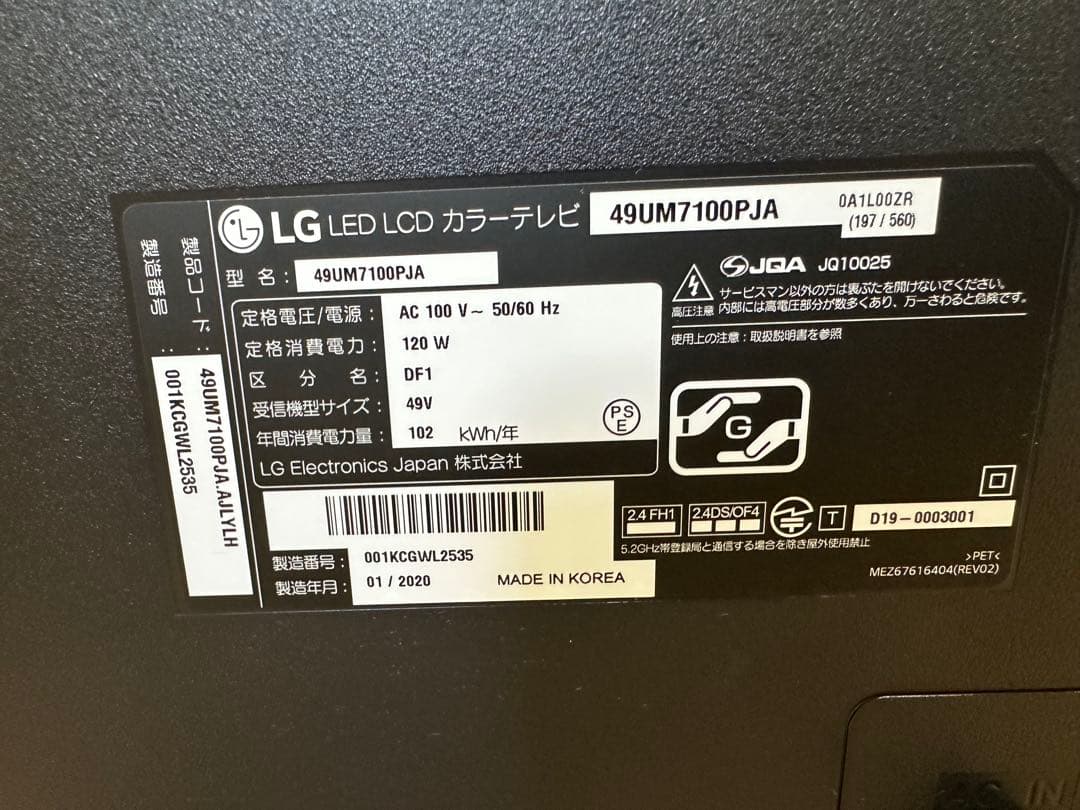 LG LED LCD カラーテレビ 49UM7100PJA 0A1L00ZR
(197 / 560)
型 名: 49UM7100PJA
定格電圧/電源: AC 100 V~ 50/60 Hz
定格消費電力: 120 W
区 分 名: DF1
受信機型サイズ: 49V
年間消費電力量: 102 kWh/年
PS
E
LG Electronics Japan 株式会社
JQA JQ10025
高圧注意
サービスマン以外の方は裏ぶたを開けないでください。
内部には高電圧部分が数多くあり、万一さわると危険です。
使用上の注意:取扱説明書を参照
G
製品コード: 49UM7100PJA.AJLYLH
製造番号: 001KCGWL2535
製造番号: 001KCGWL2535
製造年月: 01 / 2020 MADE IN KOREA
2.4 FH1 2.4DS/OF4 T D19-0003001
5.2GHz帯登録局と通信する場合を除き屋外使用禁止
>PET<
MEZ67616404(REV02)
IN